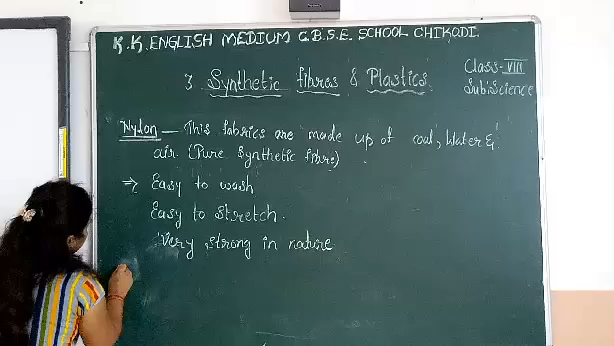 K.K. ENGLISH MEDIUM C.B.S.E. SCHOOL CHIKODI.
Class- VIII
3 Synthetic fibres & Plastics.
Sub:Science
Nylon — This fabrics are made up of coal, Water &
air. (Pure Synthetic fibre)
⇒ Easy to wash
Easy to stretch.
Very strong in nature